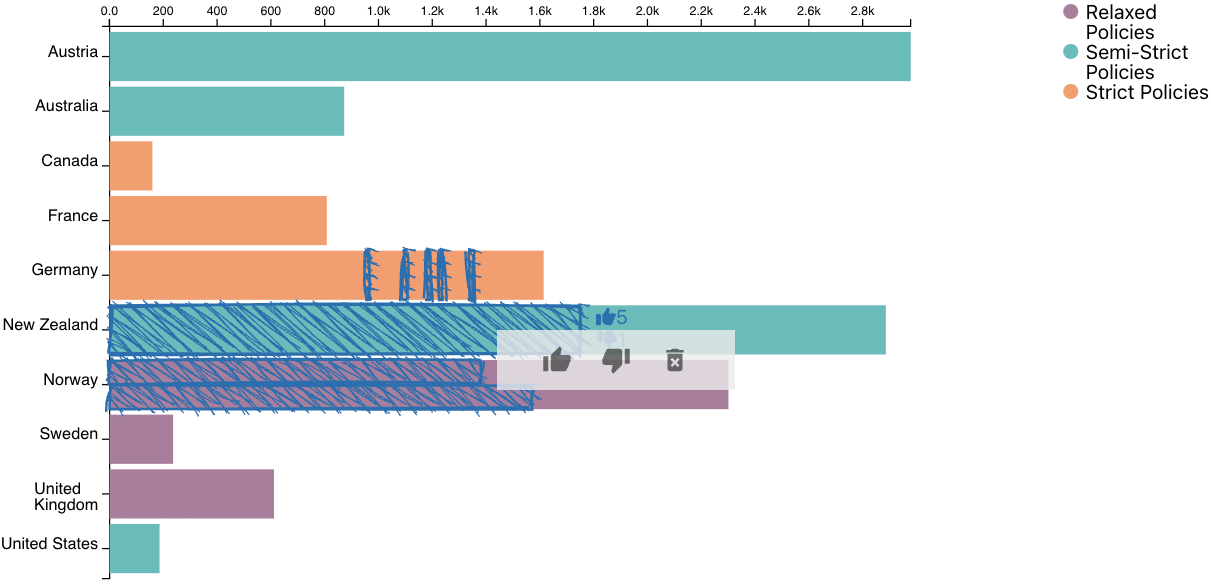 0.0 200 400 600 800 1.0k 1.2k 1.4k 1.6k 1.8k 2.0k 2.2k 2.4k 2.6k 2.8k
Relaxed
Policies
Semi-Strict
Policies
Strict Policies
Austria
Australia
Canada
France
Germany
New Zealand
5
1
Norway
Sweden
United
Kingdom
United States